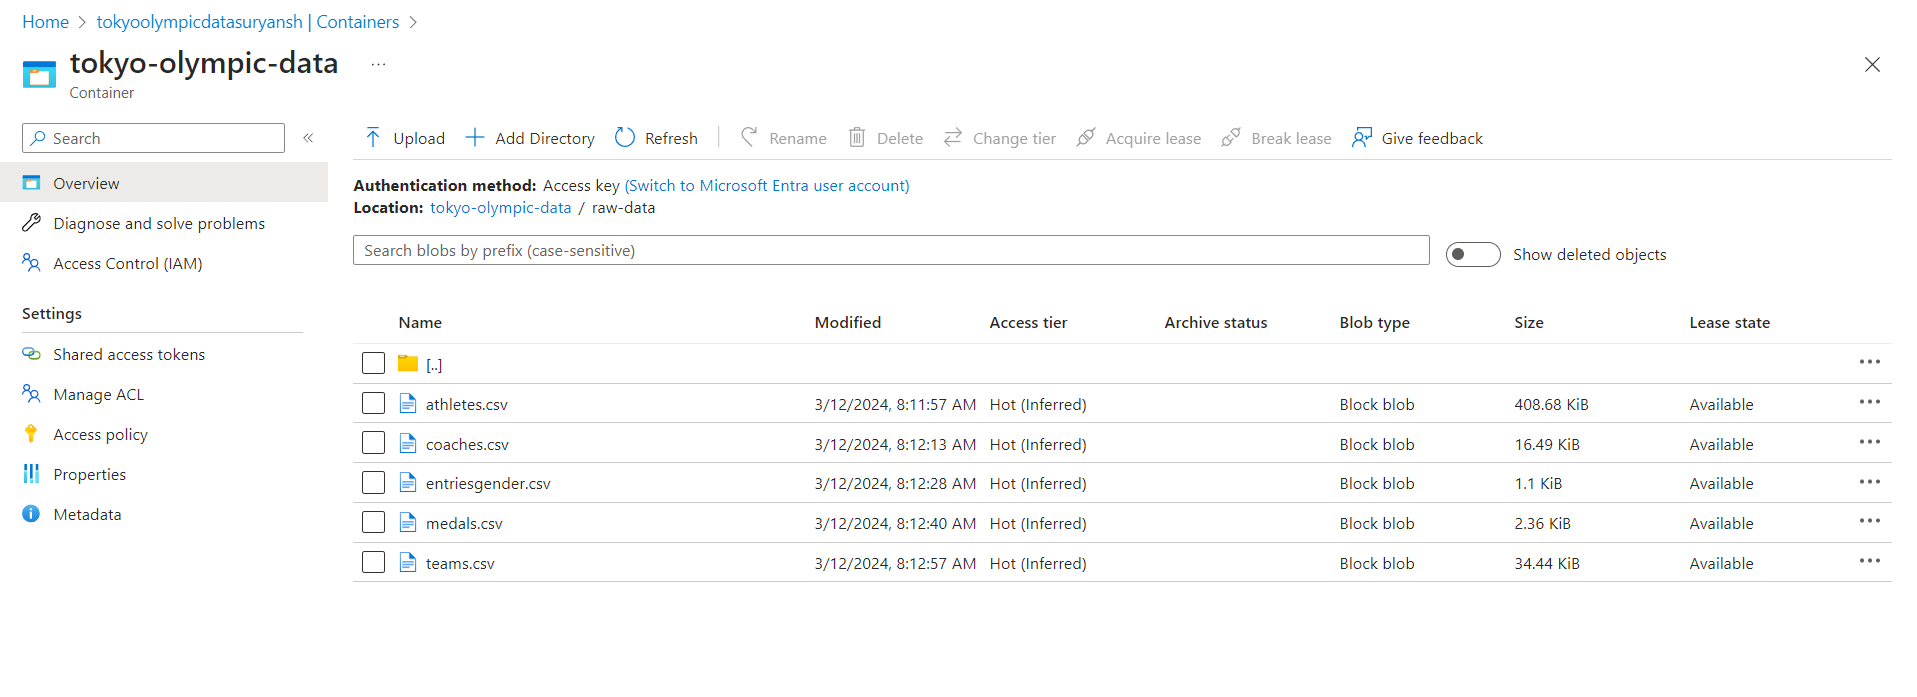 Home > tokyoolympicdatasuryansh | Containers >
tokyo-olympic-data ...
Container
Search «
Overview
Diagnose and solve problems
Access Control (IAM)
Settings
Shared access tokens
Manage ACL
Access policy
Properties
Metadata
Upload Add Directory Refresh | Rename Delete Change tier Acquire lease Break lease Give feedback
Authentication method: Access key (Switch to Microsoft Entra user account)
Location: tokyo-olympic-data / raw-data
Search blobs by prefix (case-sensitive) Show deleted objects
Name Modified Access tier Archive status Blob type Size Lease state
[..] ...
athletes.csv 3/12/2024, 8:11:57 AM Hot (Inferred) Block blob 408.68 KiB Available ...
coaches.csv 3/12/2024, 8:12:13 AM Hot (Inferred) Block blob 16.49 KiB Available ...
entriesgender.csv 3/12/2024, 8:12:28 AM Hot (Inferred) Block blob 1.1 KiB Available ...
medals.csv 3/12/2024, 8:12:40 AM Hot (Inferred) Block blob 2.36 KiB Available ...
teams.csv 3/12/2024, 8:12:57 AM Hot (Inferred) Block blob 34.44 KiB Available ...